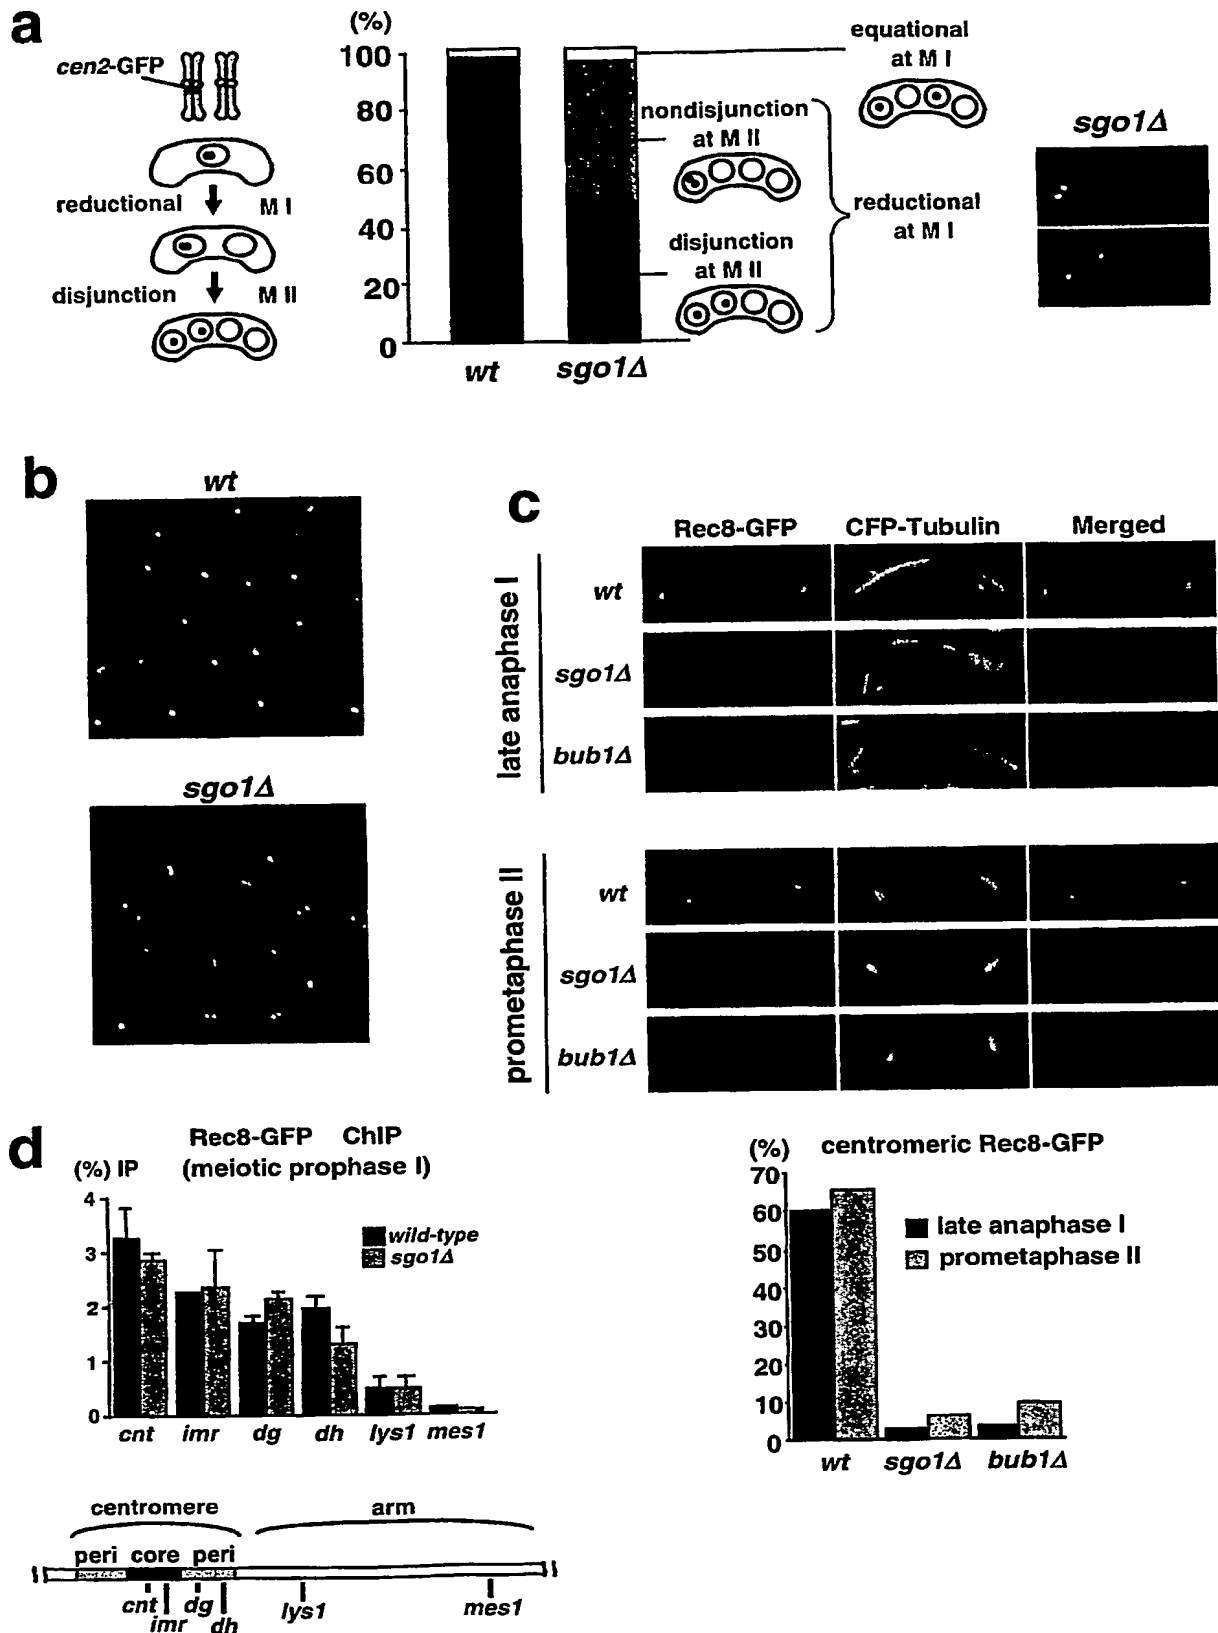 a
cen2-GFP
reductional M I
disjunction M II
(%)
100
80
60
40
20
0
wt sgo1Δ
equational
at M I
nondisjunction
at M II
reductional
at M I
disjunction
at M II
sgo1Δ
b
wt
sgo1Δ
c
Rec8-GFP CFP-Tubulin Merged
late anaphase I
wt
sgo1Δ
bub1Δ
prometaphase II
wt
sgo1Δ
bub1Δ
d
Rec8-GFP ChIP
(%) IP (meiotic prophase I)
4
3
2
1
0
wild-type
sgo1Δ
cnt imr dg dh lys1 mes1
centromere arm
peri core peri
cnt imr dg dh lys1 mes1
(%) centromeric Rec8-GFP
70
60
50
40
30
20
10
0
late anaphase I
prometaphase II
wt sgo1Δ bub1Δ